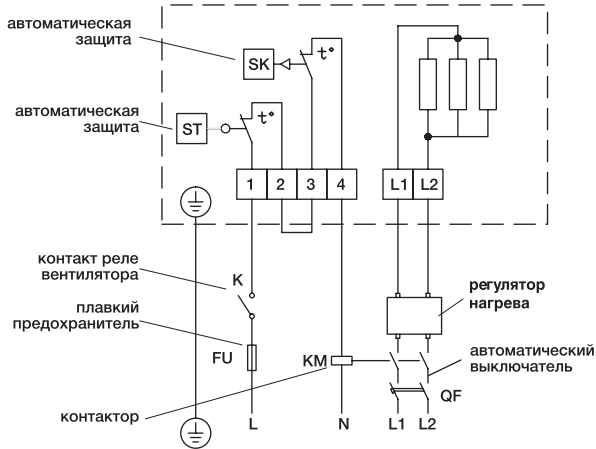 автоматическая
защита
SK
t°
автоматическая
защита
ST
t°
1 2 3 4 L1 L2
контакт реле
вентилятора
K
регулятор
нагрева
плавкий
предохранитель
FU
KM
автоматический
выключатель
QF
контактор
L N L1 L2